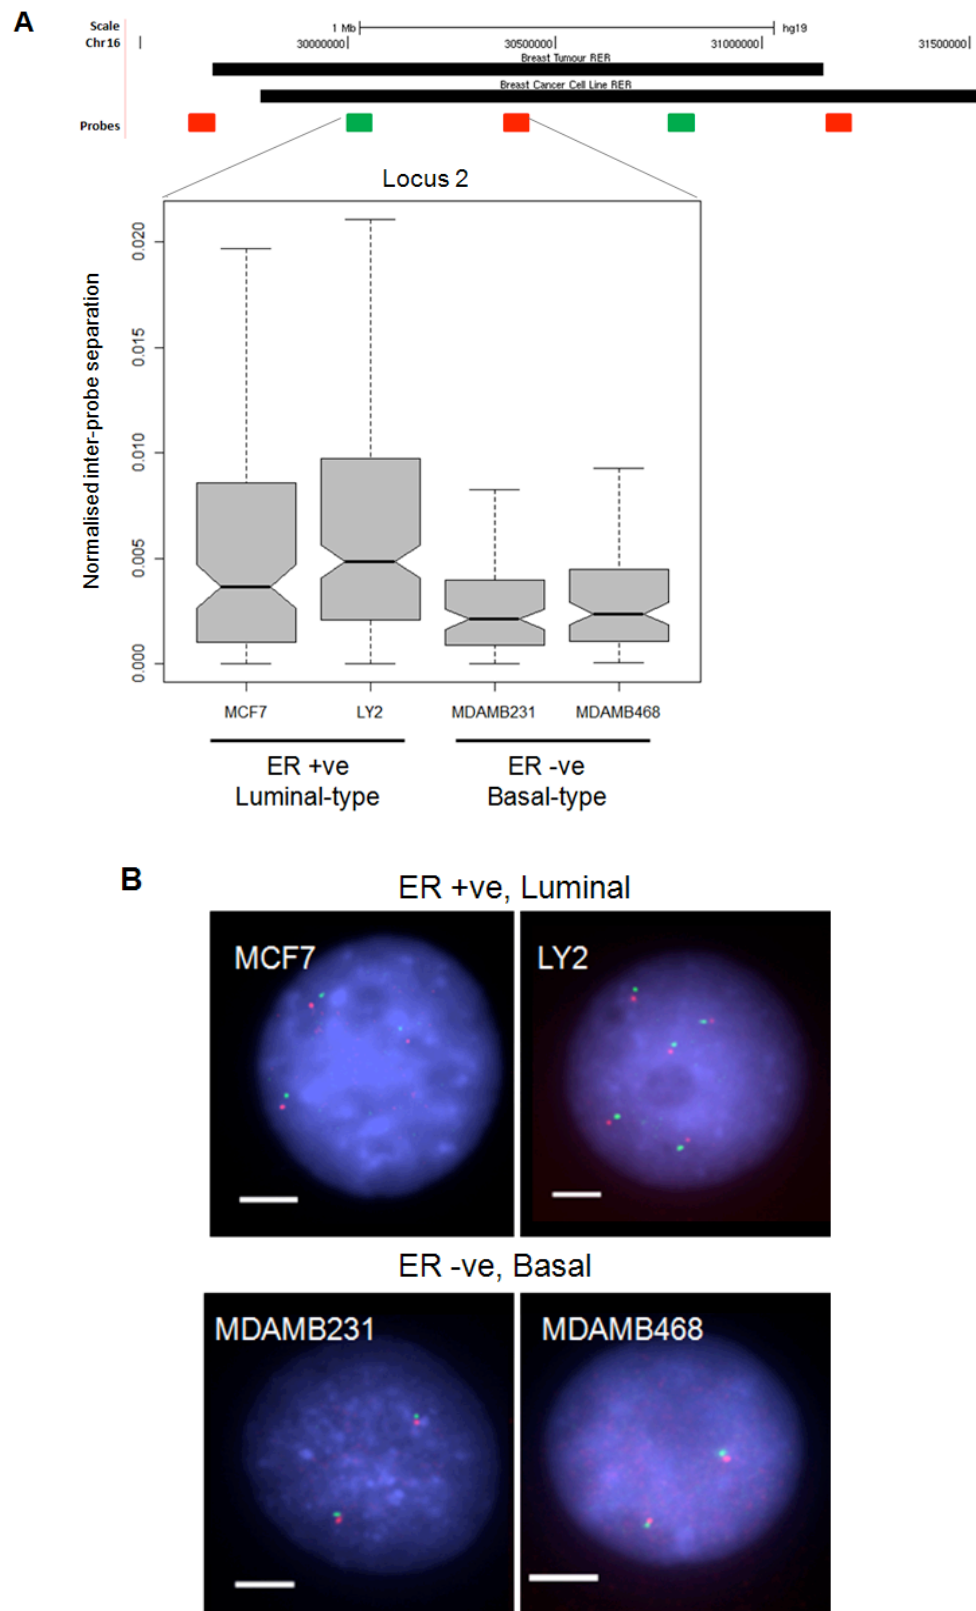 A
Scale
1 Mb
hg19
Chr16
30000000
30500000
31000000
31500000
Breast Tumour RER
Breast Cancer Cell Line RER
Probes
Locus 2
Normalised inter-probe separation
0.020
0.015
0.010
0.005
0.000
MCF7
LY2
MDAMB231
MDAMB468
ER +ve
Luminal-type
ER -ve
Basal-type
B
ER +ve, Luminal
MCF7
LY2
ER -ve, Basal
MDAMB231
MDAMB468